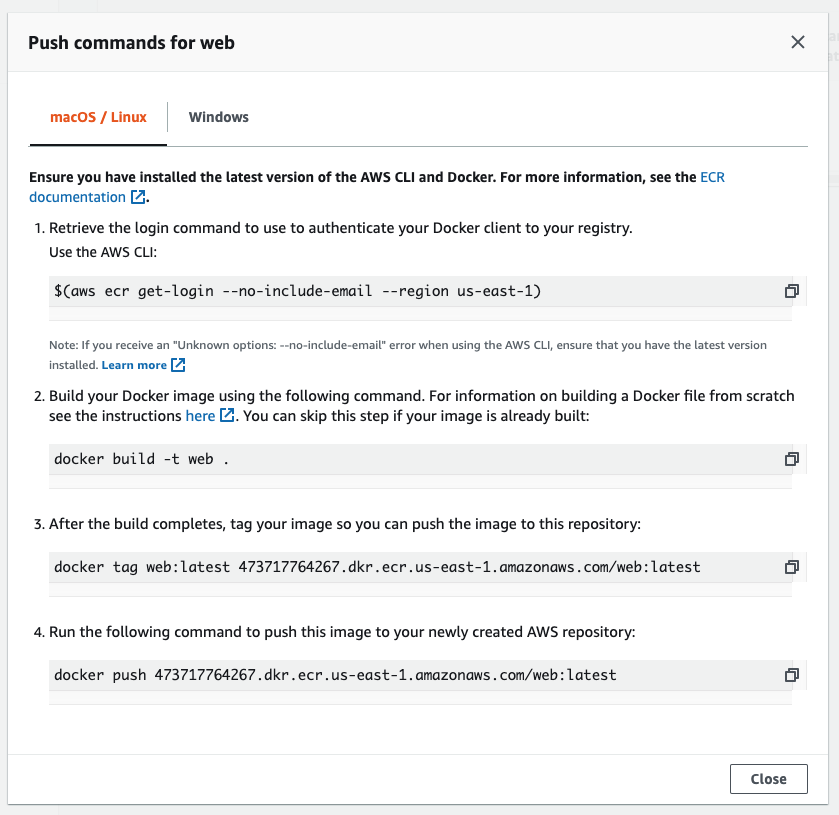 Push commands for web
macOS / Linux
Windows
Ensure you have installed the latest version of the AWS CLI and Docker. For more information, see the ECR
documentation.
1. Retrieve the login command to use to authenticate your Docker client to your registry.
Use the AWS CLI:
$(aws ecr get-login --no-include-email --region us-east-1)
Note: If you receive an "Unknown options: --no-include-email" error when using the AWS CLI, ensure that you have the latest version
installed. Learn more
2. Build your Docker image using the following command. For information on building a Docker file from scratch
see the instructions here. You can skip this step if your image is already built:
docker build -t web .
3. After the build completes, tag your image so you can push the image to this repository:
docker tag web:latest 473717764267.dkr.ecr.us-east-1.amazonaws.com/web:latest
4. Run the following command to push this image to your newly created AWS repository:
docker push 473717764267.dkr.ecr.us-east-1.amazonaws.com/web:latest
Close